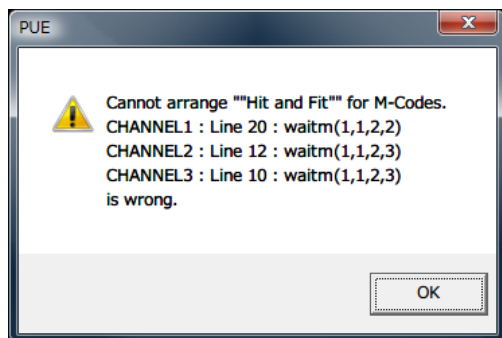 PUE
Cannot arrange ""Hit and Fit"" for M-Codes.
CHANNEL1 : Line 20 : waitm(1,1,2,2)
CHANNEL2 : Line 12 : waitm(1,1,2,3)
CHANNEL3 : Line 10 : waitm(1,1,2,3)
is wrong.
OK